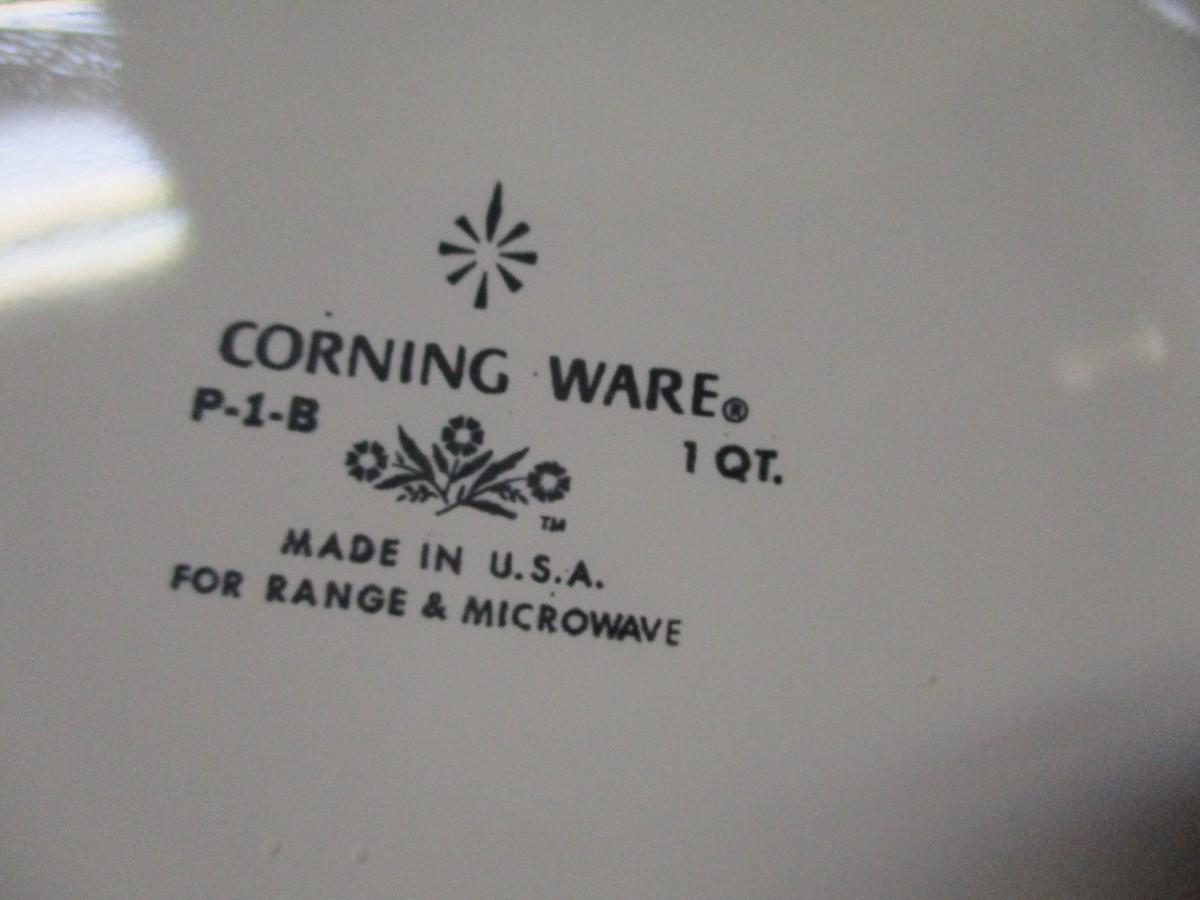 CORNING WARE®
P-1-B 1 QT.
TM
MADE IN U.S.A.
FOR RANGE & MICROWAVE